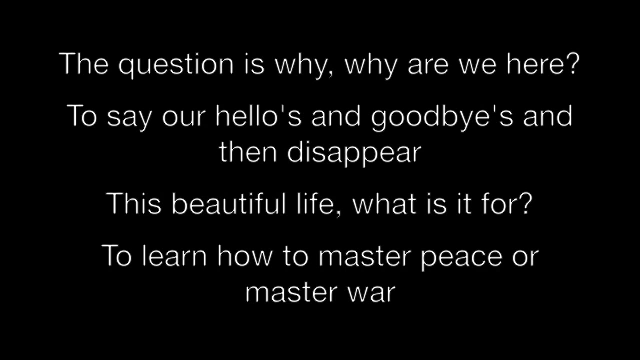 The question is why, why are we here?
To say our hello's and goodbye's and
then disappear
This beautiful life, what is it for?
To learn how to master peace or
master war